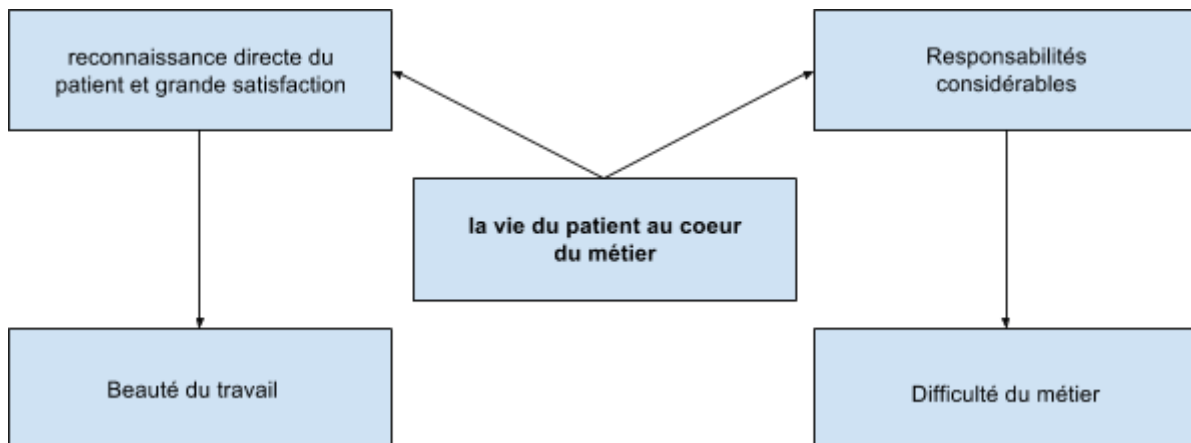 reconnaissance directe du
patient et grande satisfaction
Responsabilités
considérables
la vie du patient au coeur
du métier
Beauté du travail
Difficulté du métier